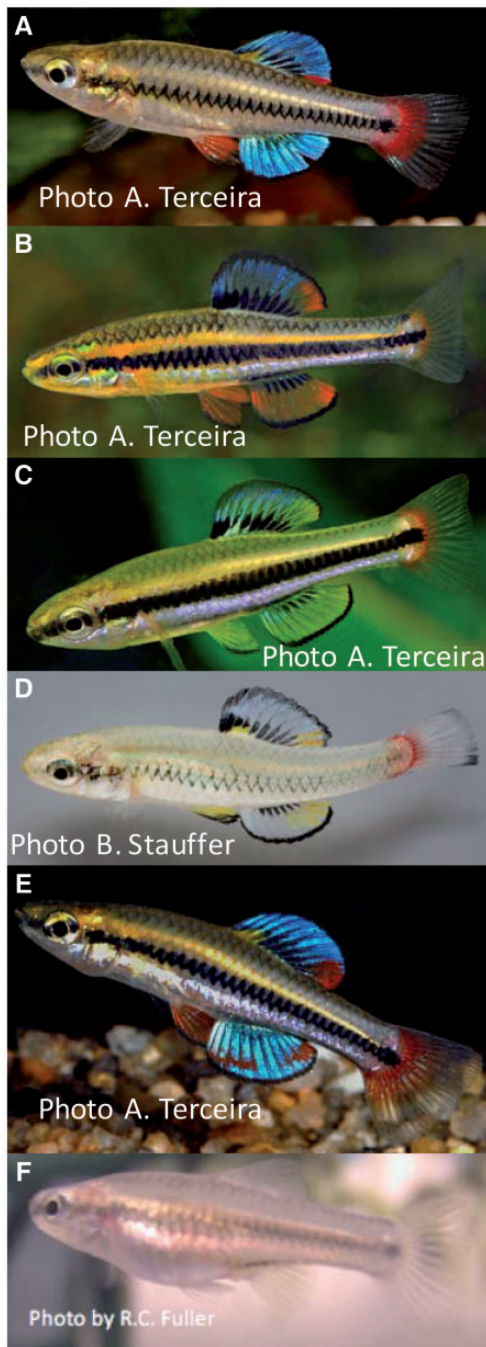 A
Photo A. Terceira
B
Photo A. Terceira
C
Photo A. Terceira
D
Photo B. Stauffer
E
Photo A. Terceira
F
Photo by R.C. Fuller